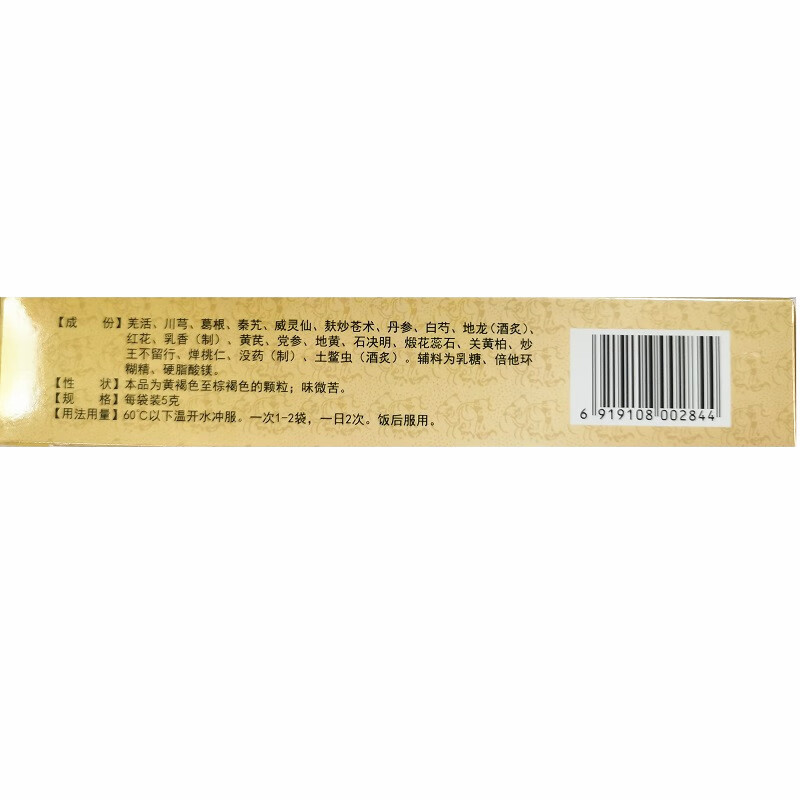 【成　份】羌活、川芎、葛根、秦艽、威灵仙、麸炒苍术、丹参、白芍、地龙（酒炙）、
红花、乳香（制）、黄芪、党参、地黄、石决明、煅花蕊石、关黄柏、炒
王不留行、燀桃仁、没药（制）、土鳖虫（酒炙）。辅料为乳糖、倍他环
糊精、硬脂酸镁。
【性　状】本品为黄褐色至棕褐色的颗粒；味微苦。
【规　格】每袋装5克
【用法用量】60℃以下温开水冲服。一次1-2袋，一日2次。饭后服用。
6 919108 002844